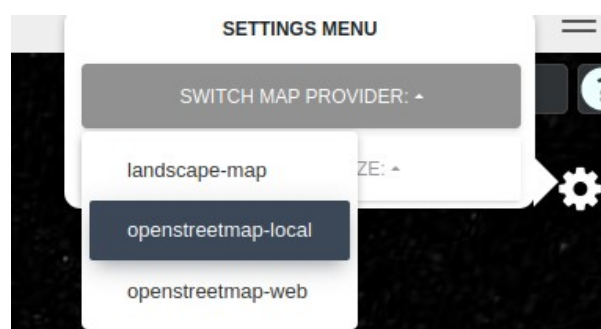 SETTINGS MENU
SWITCH MAP PROVIDER:
ZE:
landscape-map
openstreetmap-local
openstreetmap-web